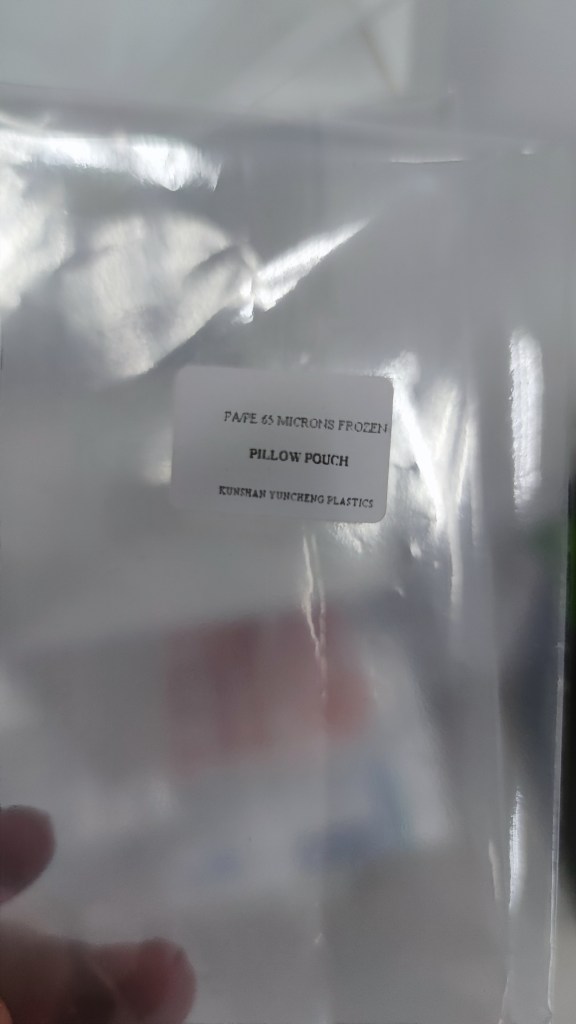 PA/PE 65 MICRONS FROZEN
PILLOW POUCH
KUNSHAN YUNCHENG PLASTICS